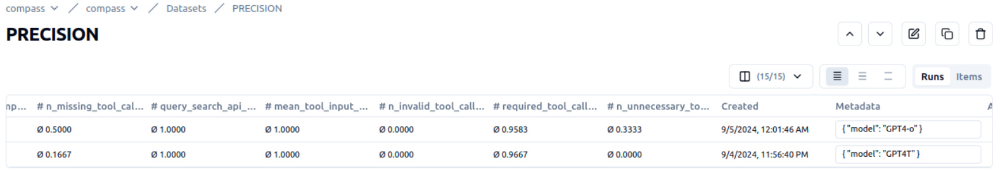 compass / compass / Datasets / PRECISION
PRECISION
(15/15) Runs Items
np... # n_missing_tool_cal... # query_search_api_... # mean_tool_input_... # n_invalid_tool_call... # required_tool_call... # n_unnecessary_to... Created Metadata A
Ø 0.5000 Ø 1.0000 Ø 1.0000 Ø 0.0000 Ø 0.9583 Ø 0.3333 9/5/2024, 12:01:46 AM { "model": "GPT4-o" }
Ø 0.1667 Ø 1.0000 Ø 1.0000 Ø 0.0000 Ø 0.9667 Ø 0.0000 9/4/2024, 11:56:40 PM { "model": "GPT4T" }